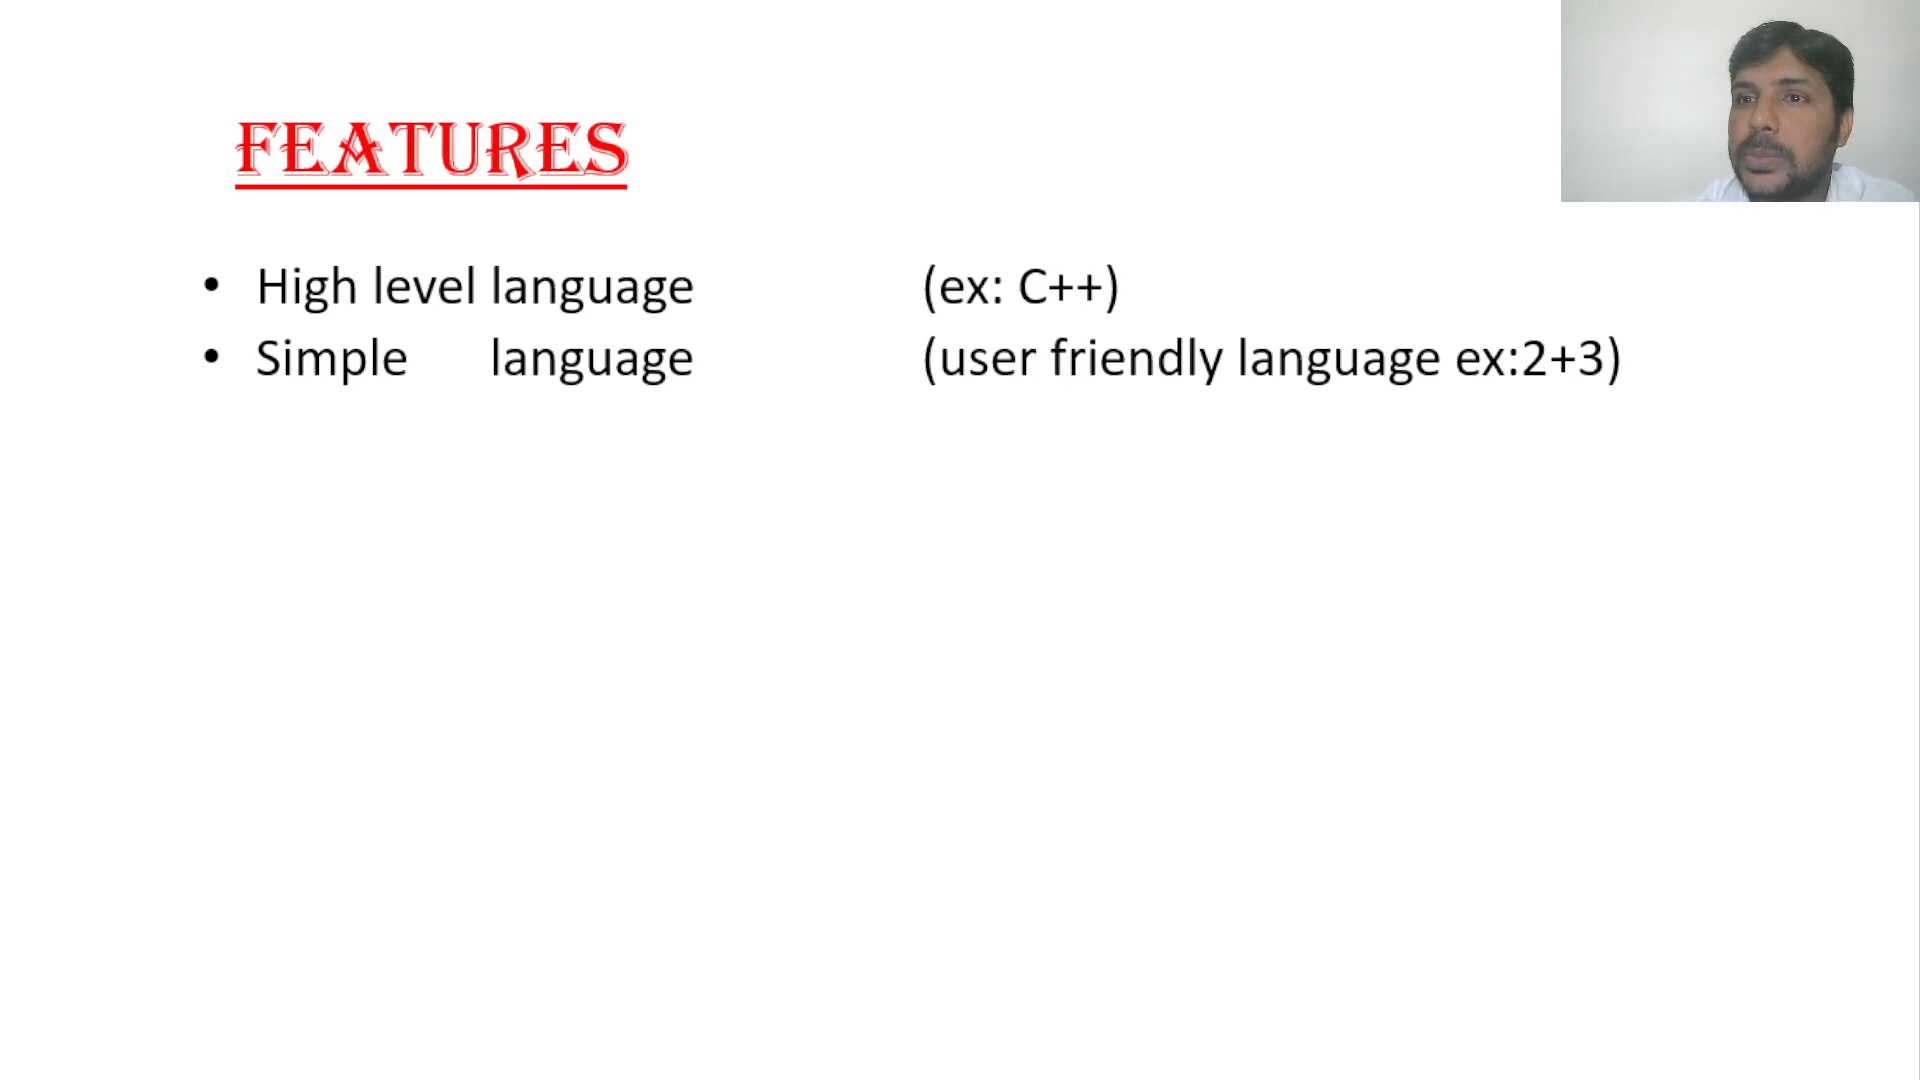 FEATURES
• High level language (ex: C++)
• Simple language (user friendly language ex:2+3)